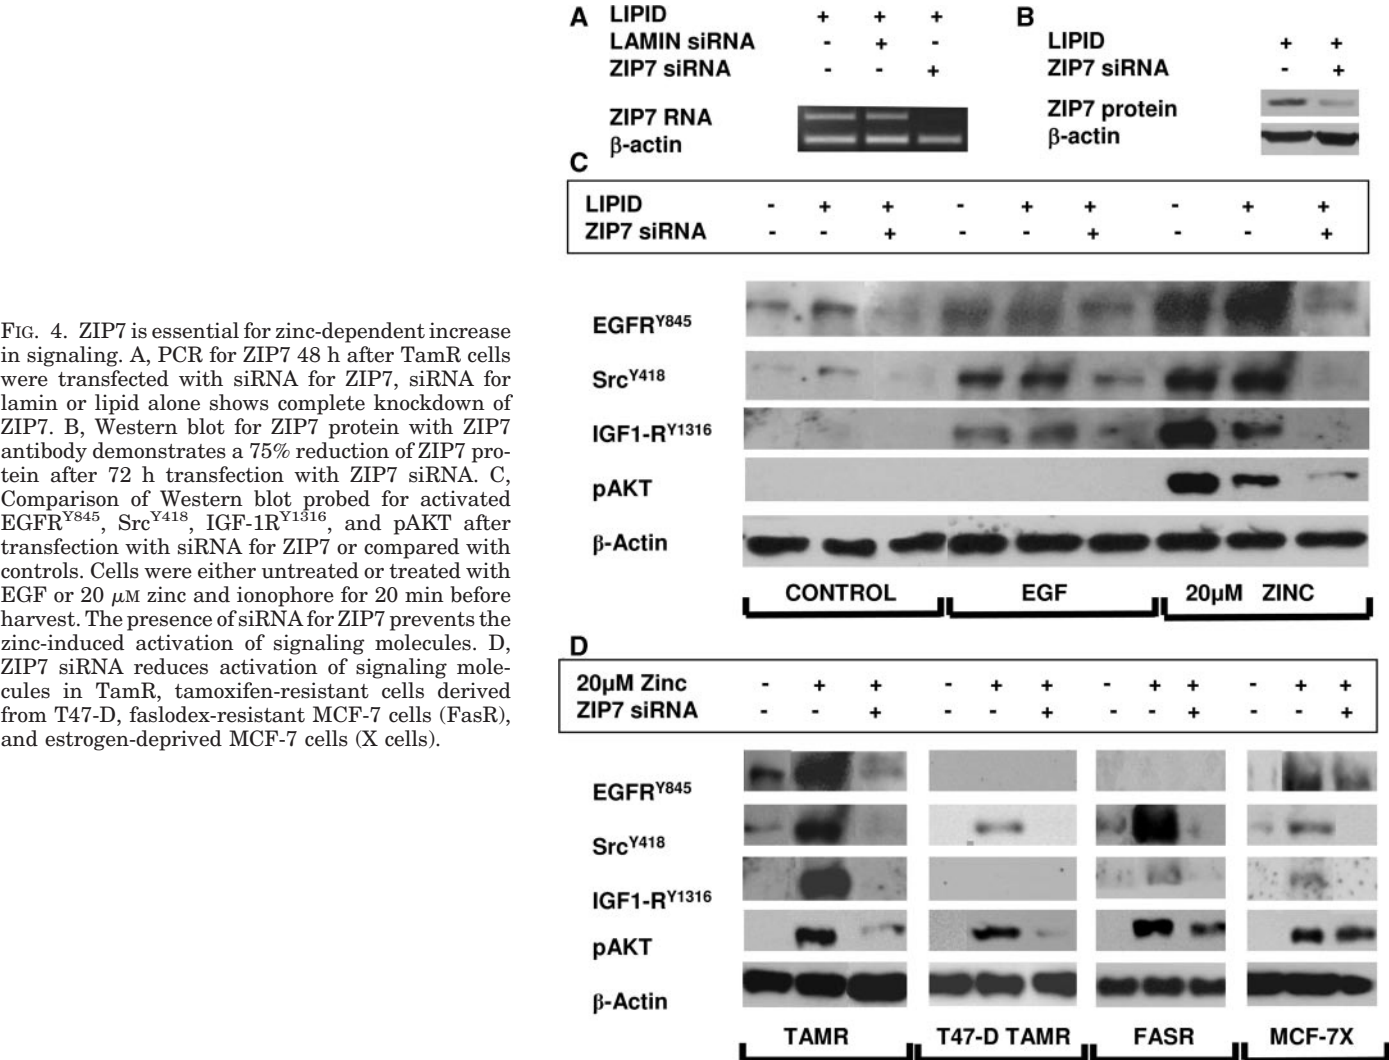 FIG. 4. ZIP7 is essential for zinc-dependent increase
in signaling. A, PCR for ZIP7 48 h after TamR cells
were transfected with siRNA for ZIP7, siRNA for
lamin or lipid alone shows complete knockdown of
ZIP7. B, Western blot for ZIP7 protein with ZIP7
antibody demonstrates a 75% reduction of ZIP7 pro-
tein after 72 h transfection with ZIP7 siRNA. C,
Comparison of Western blot probed for activated
EGFRY845, SrcY418, IGF-1RY1316, and pAKT after
transfection with siRNA for ZIP7 or compared with
controls. Cells were either untreated or treated with
EGF or 20 μM zinc and ionophore for 20 min before
harvest. The presence of siRNA for ZIP7 prevents the
zinc-induced activation of signaling molecules. D,
ZIP7 siRNA reduces activation of signaling mole-
cules in TamR, tamoxifen-resistant cells derived
from T47-D, faslodex-resistant MCF-7 cells (FasR),
and estrogen-deprived MCF-7 cells (X cells).
A
LIPID + + +
LAMIN siRNA - + -
ZIP7 siRNA - - +
ZIP7 RNA
β-actin
B
LIPID + +
ZIP7 siRNA - +
ZIP7 protein
β-actin
C
LIPID - + + - + + - + +
ZIP7 siRNA - - + - - + - - +
EGFRY845
SrcY418
IGF1-RY1316
pAKT
β-Actin
CONTROL EGF 20μM ZINC
D
20μM Zinc - + + - + + - + + - + +
ZIP7 siRNA - - + - - + - - + - - +
EGFRY845
SrcY418
IGF1-RY1316
pAKT
β-Actin
TAMR T47-D TAMR FASR MCF-7X